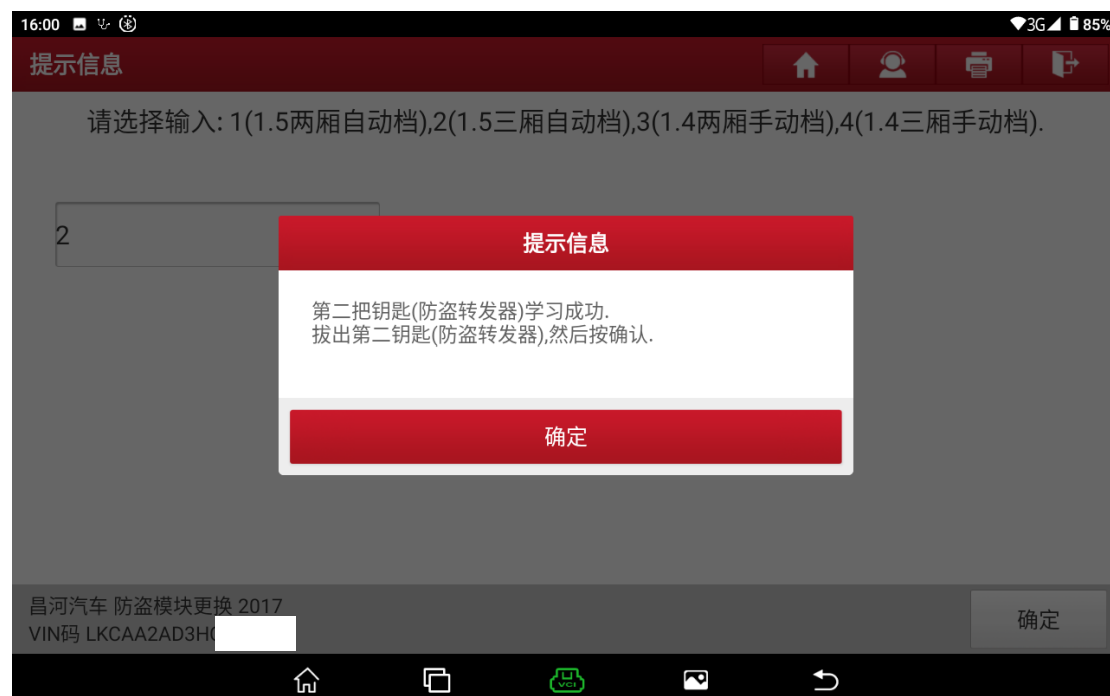 16:00
3G 85%
提示信息
请选择输入: 1(1.5两厢自动档),2(1.5三厢自动档),3(1.4两厢手动档),4(1.4三厢手动档).
2
提示信息
第二把钥匙(防盗转发器)学习成功.
拔出第二钥匙(防盗转发器),然后按确认.
确定
昌河汽车 防盗模块更换 2017
VIN码 LKCAA2AD3H
确定
VCI